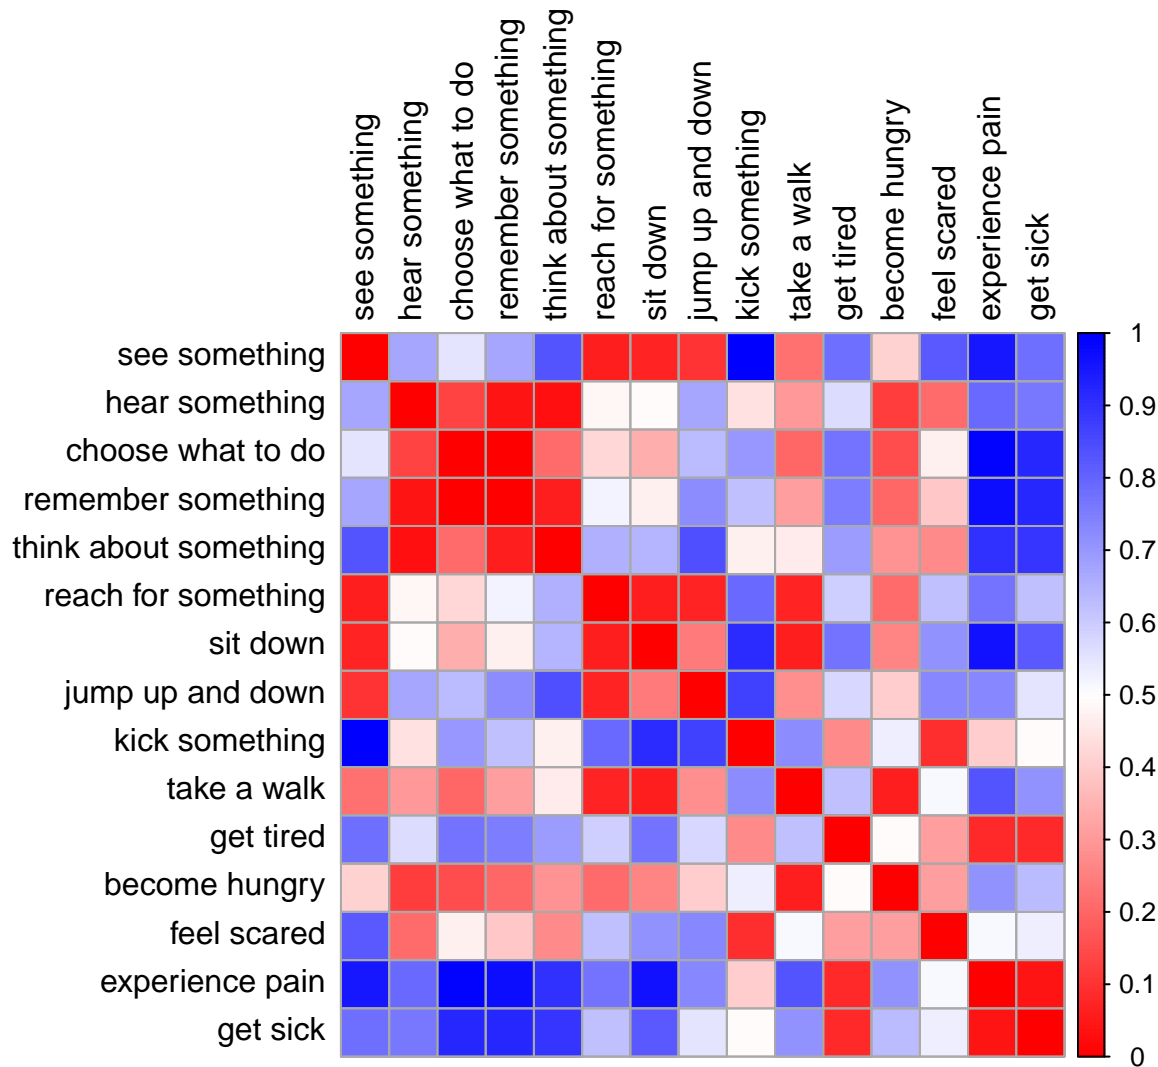 see something
hear something
choose what to do
remember something
think about something
reach for something
sit down
jump up and down
kick something
take a walk
get tired
become hungry
feel scared
experience pain
get sick
see something
hear something
choose what to do
remember something
think about something
reach for something
sit down
jump up and down
kick something
take a walk
get tired
become hungry
feel scared
experience pain
get sick
1
0.9
0.8
0.7
0.6
0.5
0.4
0.3
0.2
0.1
0